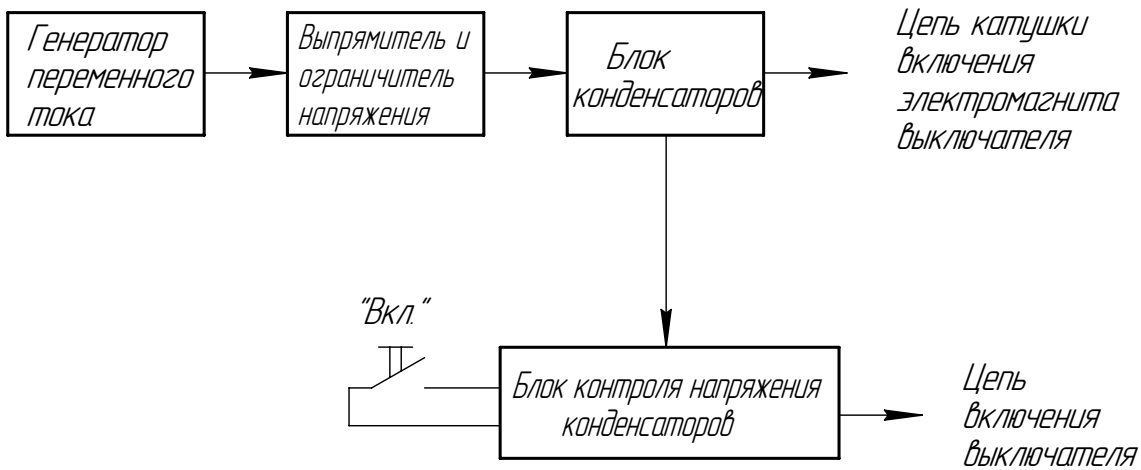 Генератор
переменного
тока
Выпрямитель и
ограничитель
напряжения
Блок
конденсаторов
Цепь катушки
включения
электромагнита
выключателя
"Вкл."
Блок контроля напряжения
конденсаторов
Цепь
включения
выключателя